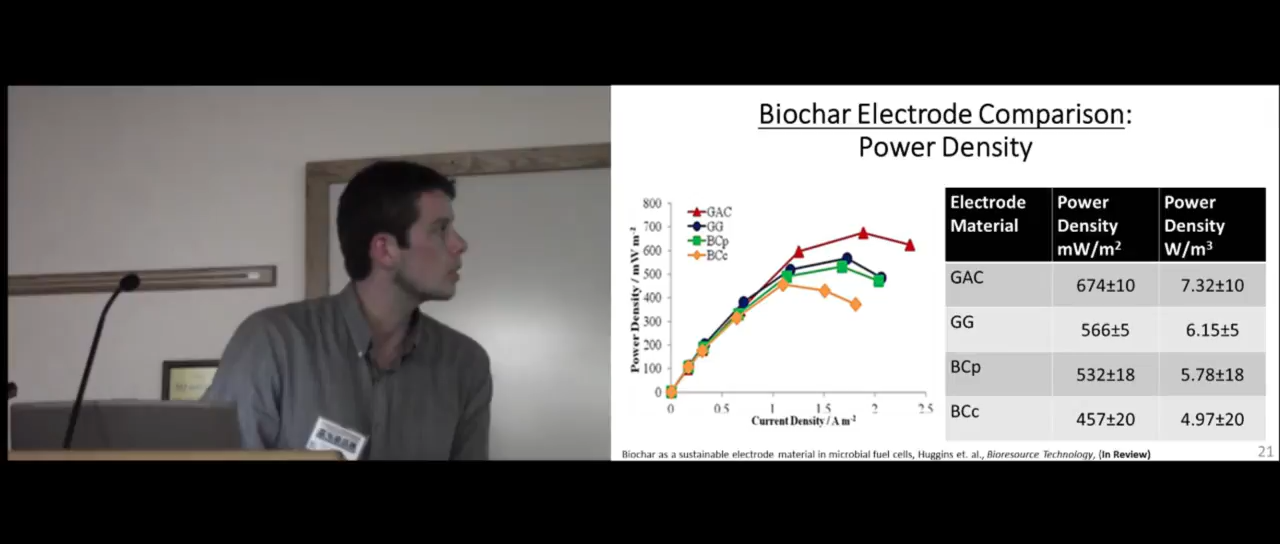 Biochar Electrode Comparison:
Power Density
Power Density / mW m-2
800
700
600
500
400
300
200
100
0
GAC
GG
BCp
BCc
0 0.5 1 1.5 2 2.5
Current Density / A m-2
Electrode Material Power Density mW/m2 Power Density W/m3
GAC 674±10 7.32±10
GG 566±5 6.15±5
BCp 532±18 5.78±18
BCc 457±20 4.97±20
Biochar as a sustainable electrode material in microbial fuel cells, Huggins et. al., Bioresource Technology, (In Review)
21